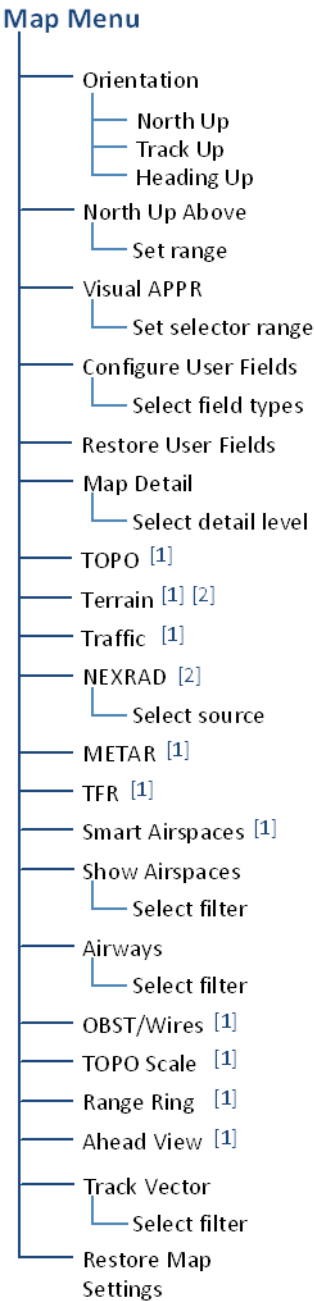 Map Menu
Orientation
North Up
Track Up
Heading Up
North Up Above
Set range
Visual APPR
Set selector range
Configure User Fields
Select field types
Restore User Fields
Map Detail
Select detail level
TOPO [1]
Terrain [1] [2]
Traffic [1]
NEXRAD [2]
Select source
METAR [1]
TFR [1]
Smart Airspaces [1]
Show Airspaces
Select filter
Airways
Select filter
OBST/Wires [1]
TOPO Scale [1]
Range Ring [1]
Ahead View [1]
Track Vector
Select filter
Restore Map
Settings